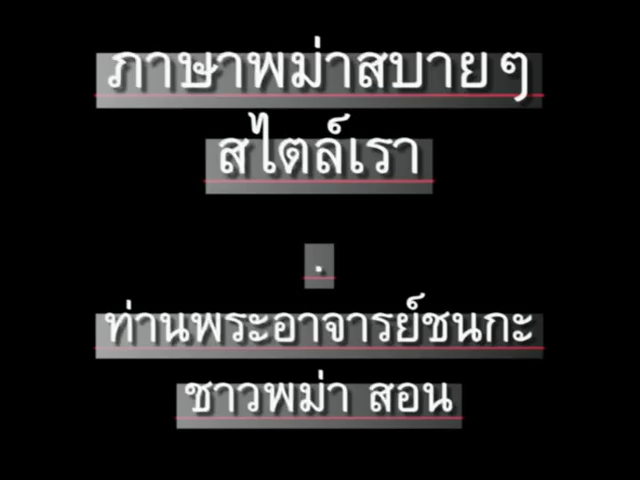 ภาษาพม่าสบายๆ
สไตล์เรา
.
ท่านพระอาจารย์ชนกะ
ชาวพม่า สอน